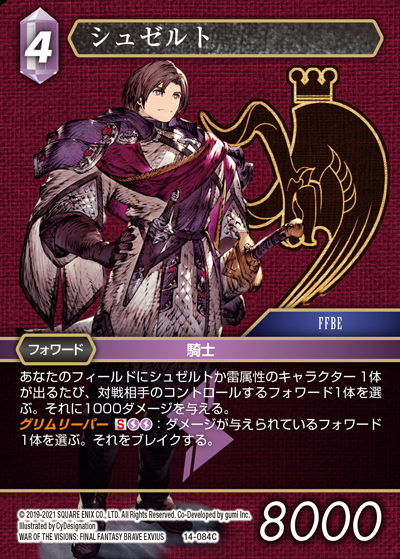 4
シュゼルト
FFBE
フォワード
騎士
あなたのフィールドにシュゼルトか雷属性のキャラクター1体
が出るたび、対戦相手のコントロールするフォワード1体を選
ぶ。それに1000ダメージを与える。
グリムリーパー S：ダメージが与えられているフォワード
1体を選ぶ。それをブレイクする。
© 2019-2021 SQUARE ENIX CO., LTD. All Rights Reserved. Co-Developed by gumi Inc.
Illustrated by CyDesignation
WAR OF THE VISIONS: FINAL FANTASY BRAVE EXVIUS
14-084C
8000